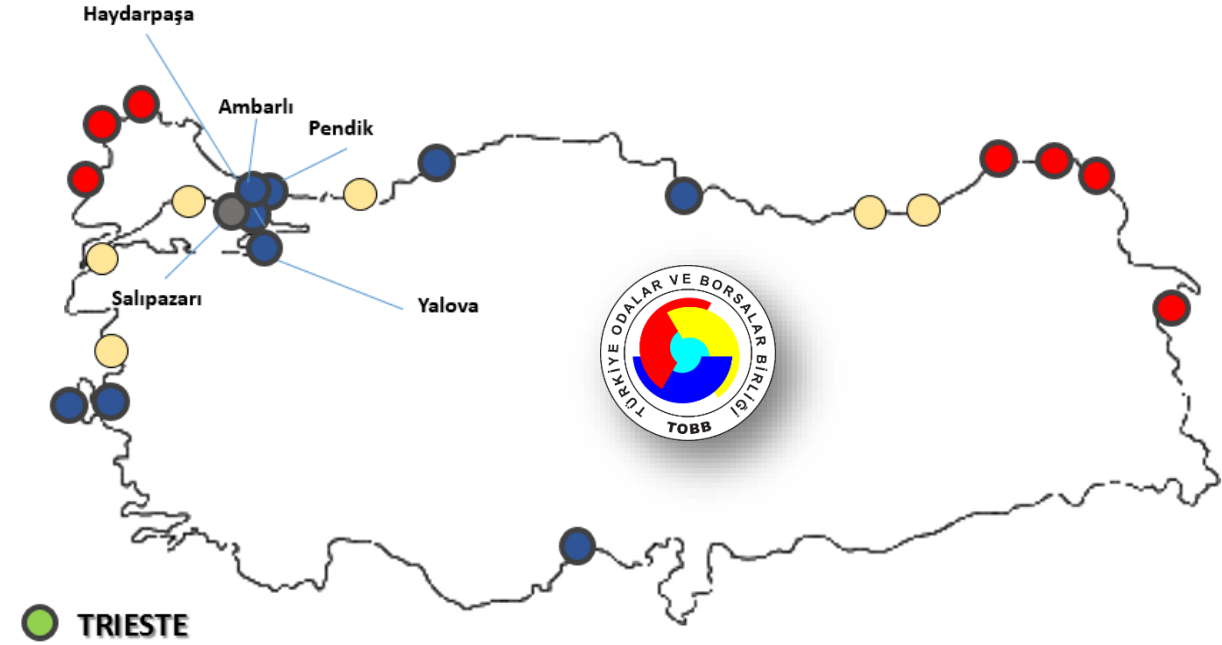 Haydarpaşa
Ambarlı
Pendik
Salıpazarı
Yalova
TÜRKİYE ODALAR VE BORSALAR BİRLİĞİ
TOBB
TRIESTE